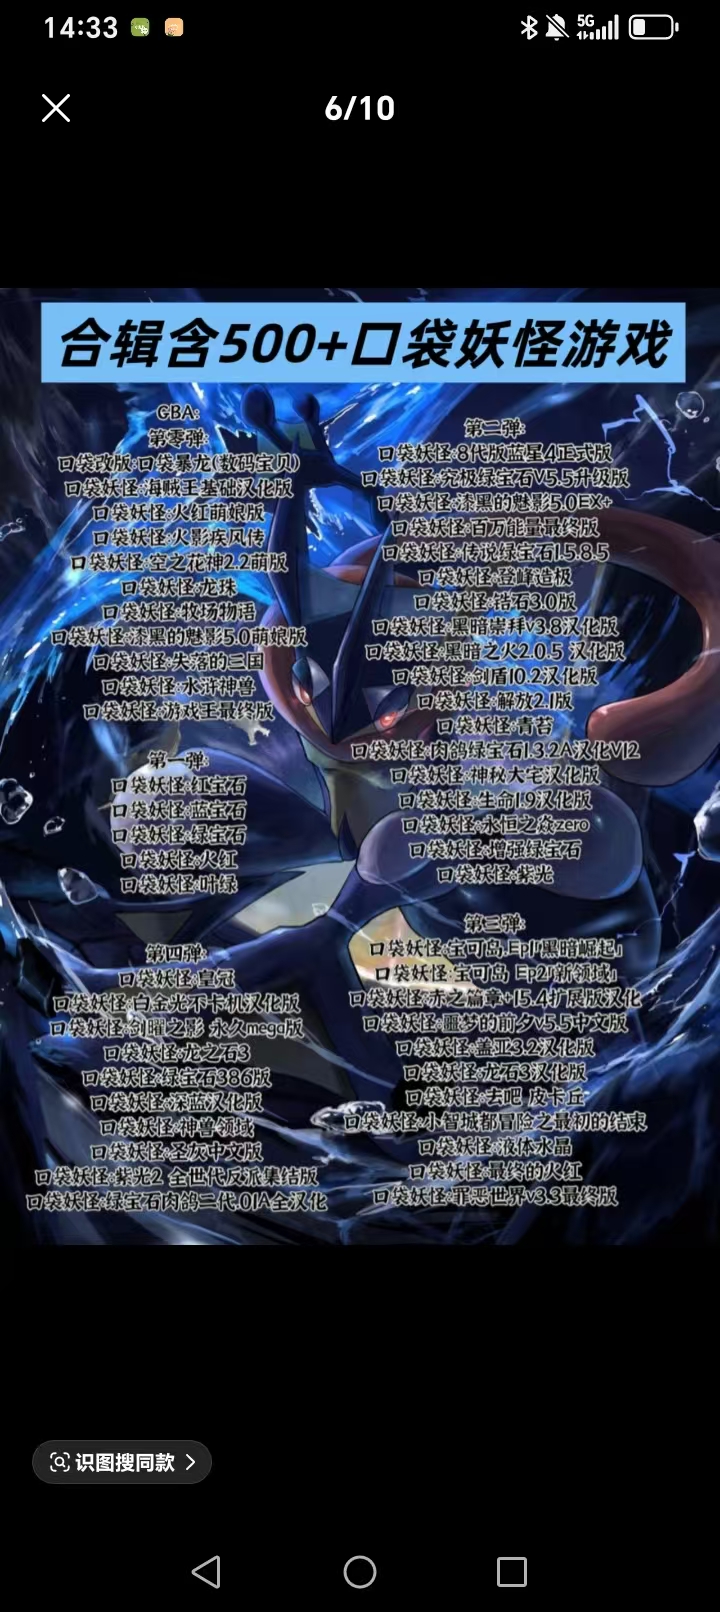 14:33
5G
6/10
合辑含500+口袋妖怪游戏
GBA:
第零弹:
口袋改版:口袋暴龙(数码宝贝)
口袋妖怪:海贼王基础汉化版
口袋妖怪:火红萌娘版
口袋妖怪:火影疾风传
口袋妖怪:空之花神2.2萌版
口袋妖怪:龙珠
口袋妖怪:牧场物语
口袋妖怪:漆黑的魅影5.0萌娘版
口袋妖怪:失落的三国
口袋妖怪:水浒神兽
口袋妖怪:游戏王最终版
第一弹:
口袋妖怪:红宝石
口袋妖怪:蓝宝石
口袋妖怪:绿宝石
口袋妖怪:火红
口袋妖怪:叶绿
第四弹:
口袋妖怪:皇冠
口袋妖怪:白金光不卡机汉化版
口袋妖怪:剑曜之影 永久mega版
口袋妖怪:龙之石3
口袋妖怪:绿宝石386版
口袋妖怪:深蓝汉化版
口袋妖怪:神兽领域
口袋妖怪:圣灰中文版
口袋妖怪:紫光2 全世代反派集结版
口袋妖怪:绿宝石肉鸽二代.01A全汉化
第二弹:
口袋妖怪:8代版蓝星4正式版
口袋妖怪:究极绿宝石V5.5升级版
口袋妖怪:漆黑的魅影5.0EX+
口袋妖怪:百万能量最终版
口袋妖怪:传说绿宝石1.5.8.5
口袋妖怪:登峰造极
口袋妖怪:锆石3.0版
口袋妖怪:黑暗崇拜v3.8汉化版
口袋妖怪:黑暗之火2.0.5 汉化版
口袋妖怪:剑盾10.2汉化版
口袋妖怪:解放2.1版
口袋妖怪:青苔
口袋妖怪:肉鸽绿宝石1.3.2A汉化V12
口袋妖怪:神秘大宅汉化版
口袋妖怪:生命1.9汉化版
口袋妖怪:永恒之焱zero
口袋妖怪:增强绿宝石
口袋妖怪:紫光
第三弹:
口袋妖怪:宝可岛.Ep1「黑暗崛起」
口袋妖怪:宝可岛 Ep2「新领域」
口袋妖怪:赤之篇章+15.4扩展版汉化
口袋妖怪:噩梦的前夕v5.5中文版
口袋妖怪:盖亚3.2汉化版
口袋妖怪:龙石3汉化版
口袋妖怪:去吧 皮卡丘
口袋妖怪:小智城都冒险之最初的结束
口袋妖怪:液体水晶
口袋妖怪:最终的火红
口袋妖怪:罪恶世界v3.3最终版
识图搜同款